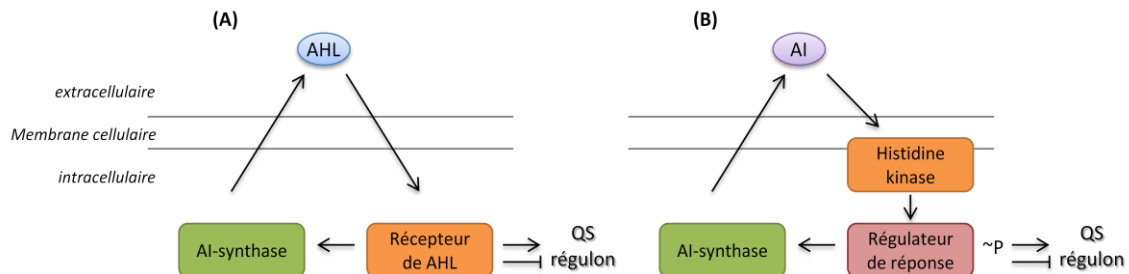 (A)
(B)
AHL
AI
extracellulaire
Membrane cellulaire
intracellulaire
Histidine
kinase
AI-synthase
Récepteur
de AHL
QS
régulon
AI-synthase
Régulateur
de réponse
~P
QS
régulon